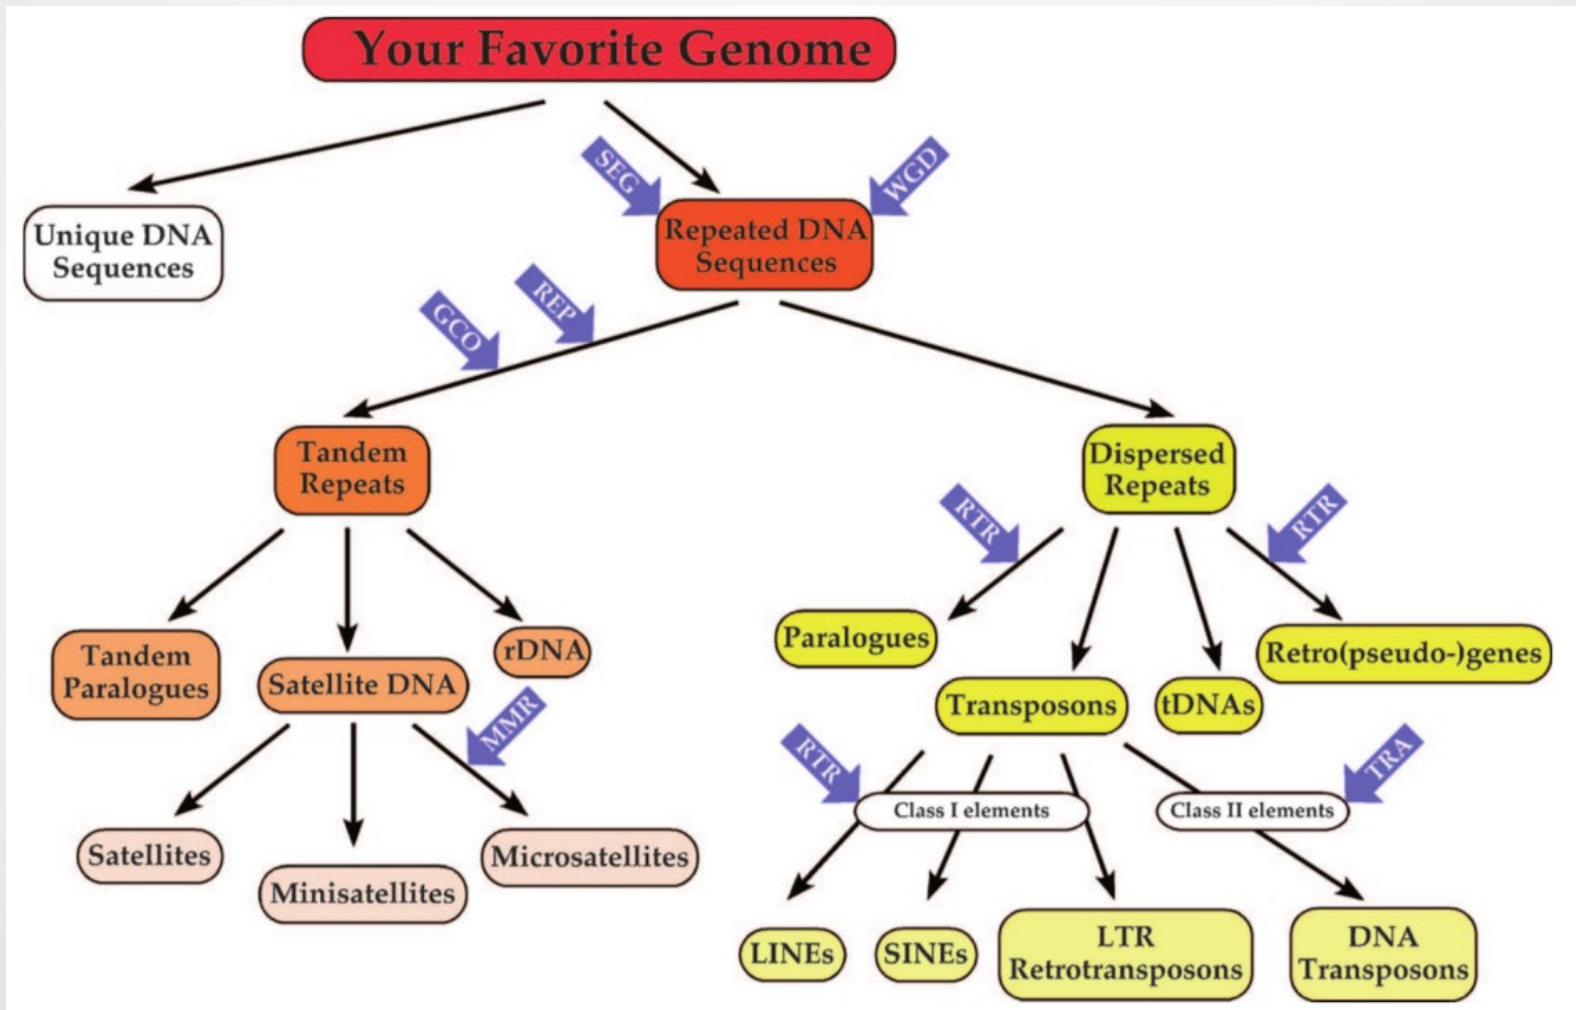 Your Favorite Genome
SEG
WGD
Unique DNA
Sequences
Repeated DNA
Sequences
GCO
REP
Tandem
Repeats
Dispersed
Repeats
RTR
RTR
Tandem
Paralogues
Satellite DNA
rDNA
Paralogues
Transposons
tDNAs
Retro(pseudo-)genes
MMR
RTR
TRA
Class I elements
Class II elements
Satellites
Minisatellites
Microsatellites
LINEs
SINEs
LTR
Retrotransposons
DNA
Transposons